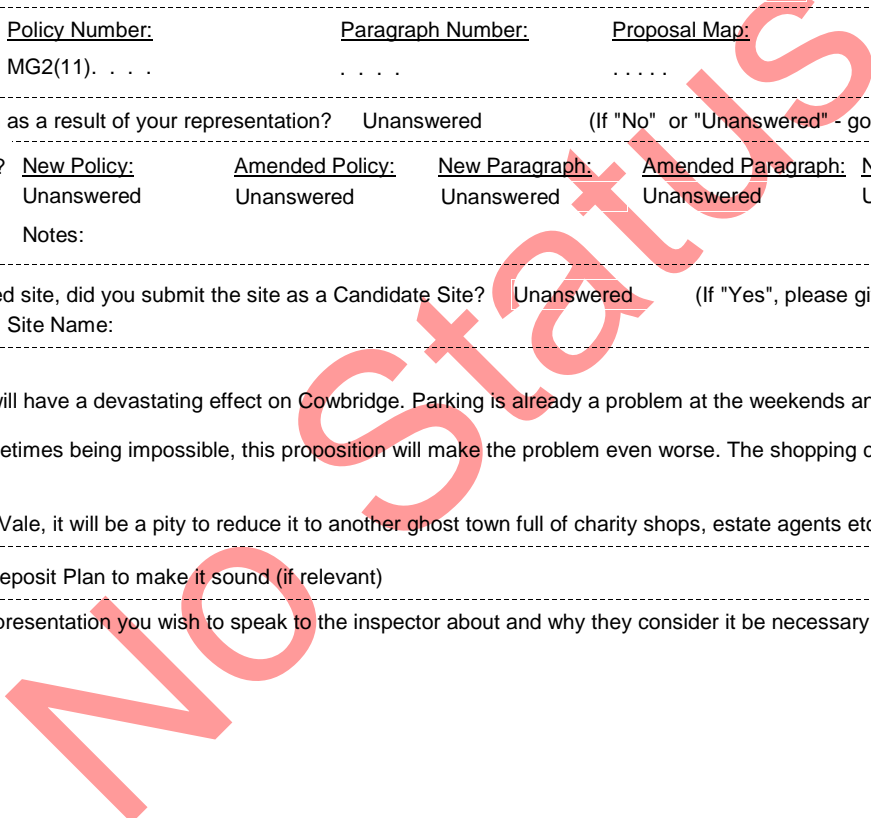 Policy Number: Paragraph Number: Proposal Map:
MG2(11). . . . . . . . . . . . .
as a result of your representation? Unanswered (If "No" or "Unanswered" - go
? New Policy: Amended Policy: New Paragraph: Amended Paragraph: N
Unanswered Unanswered Unanswered Unanswered U
Notes:
ed site, did you submit the site as a Candidate Site? Unanswered (If "Yes", please gi
Site Name:
will have a devastating effect on Cowbridge. Parking is already a problem at the weekends an
etimes being impossible, this proposition will make the problem even worse. The shopping c
Vale, it will be a pity to reduce it to another ghost town full of charity shops, estate agents etc
eposit Plan to make it sound (if relevant)
presentation you wish to speak to the inspector about and why they consider it be necessary
No Status